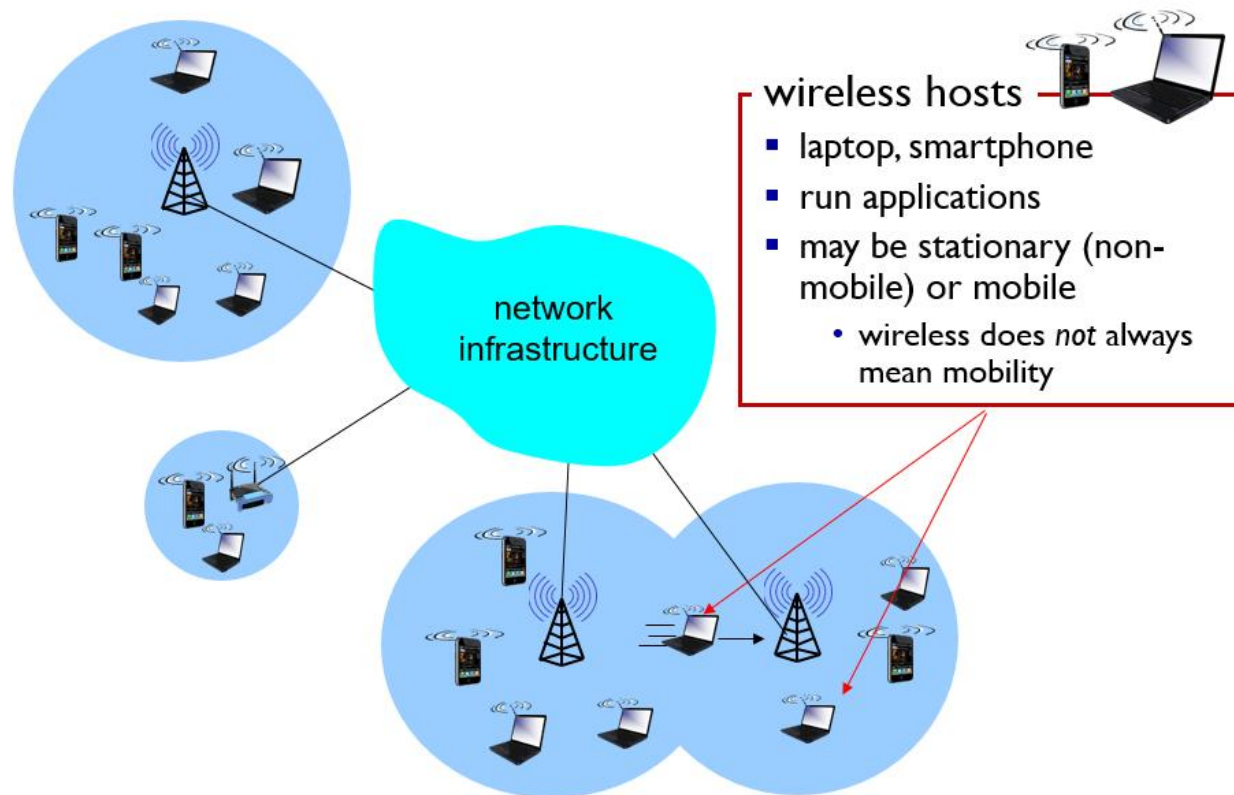 wireless hosts
▪ laptop, smartphone
▪ run applications
▪ may be stationary (non-
mobile) or mobile
• wireless does not always
mean mobility
network
infrastructure